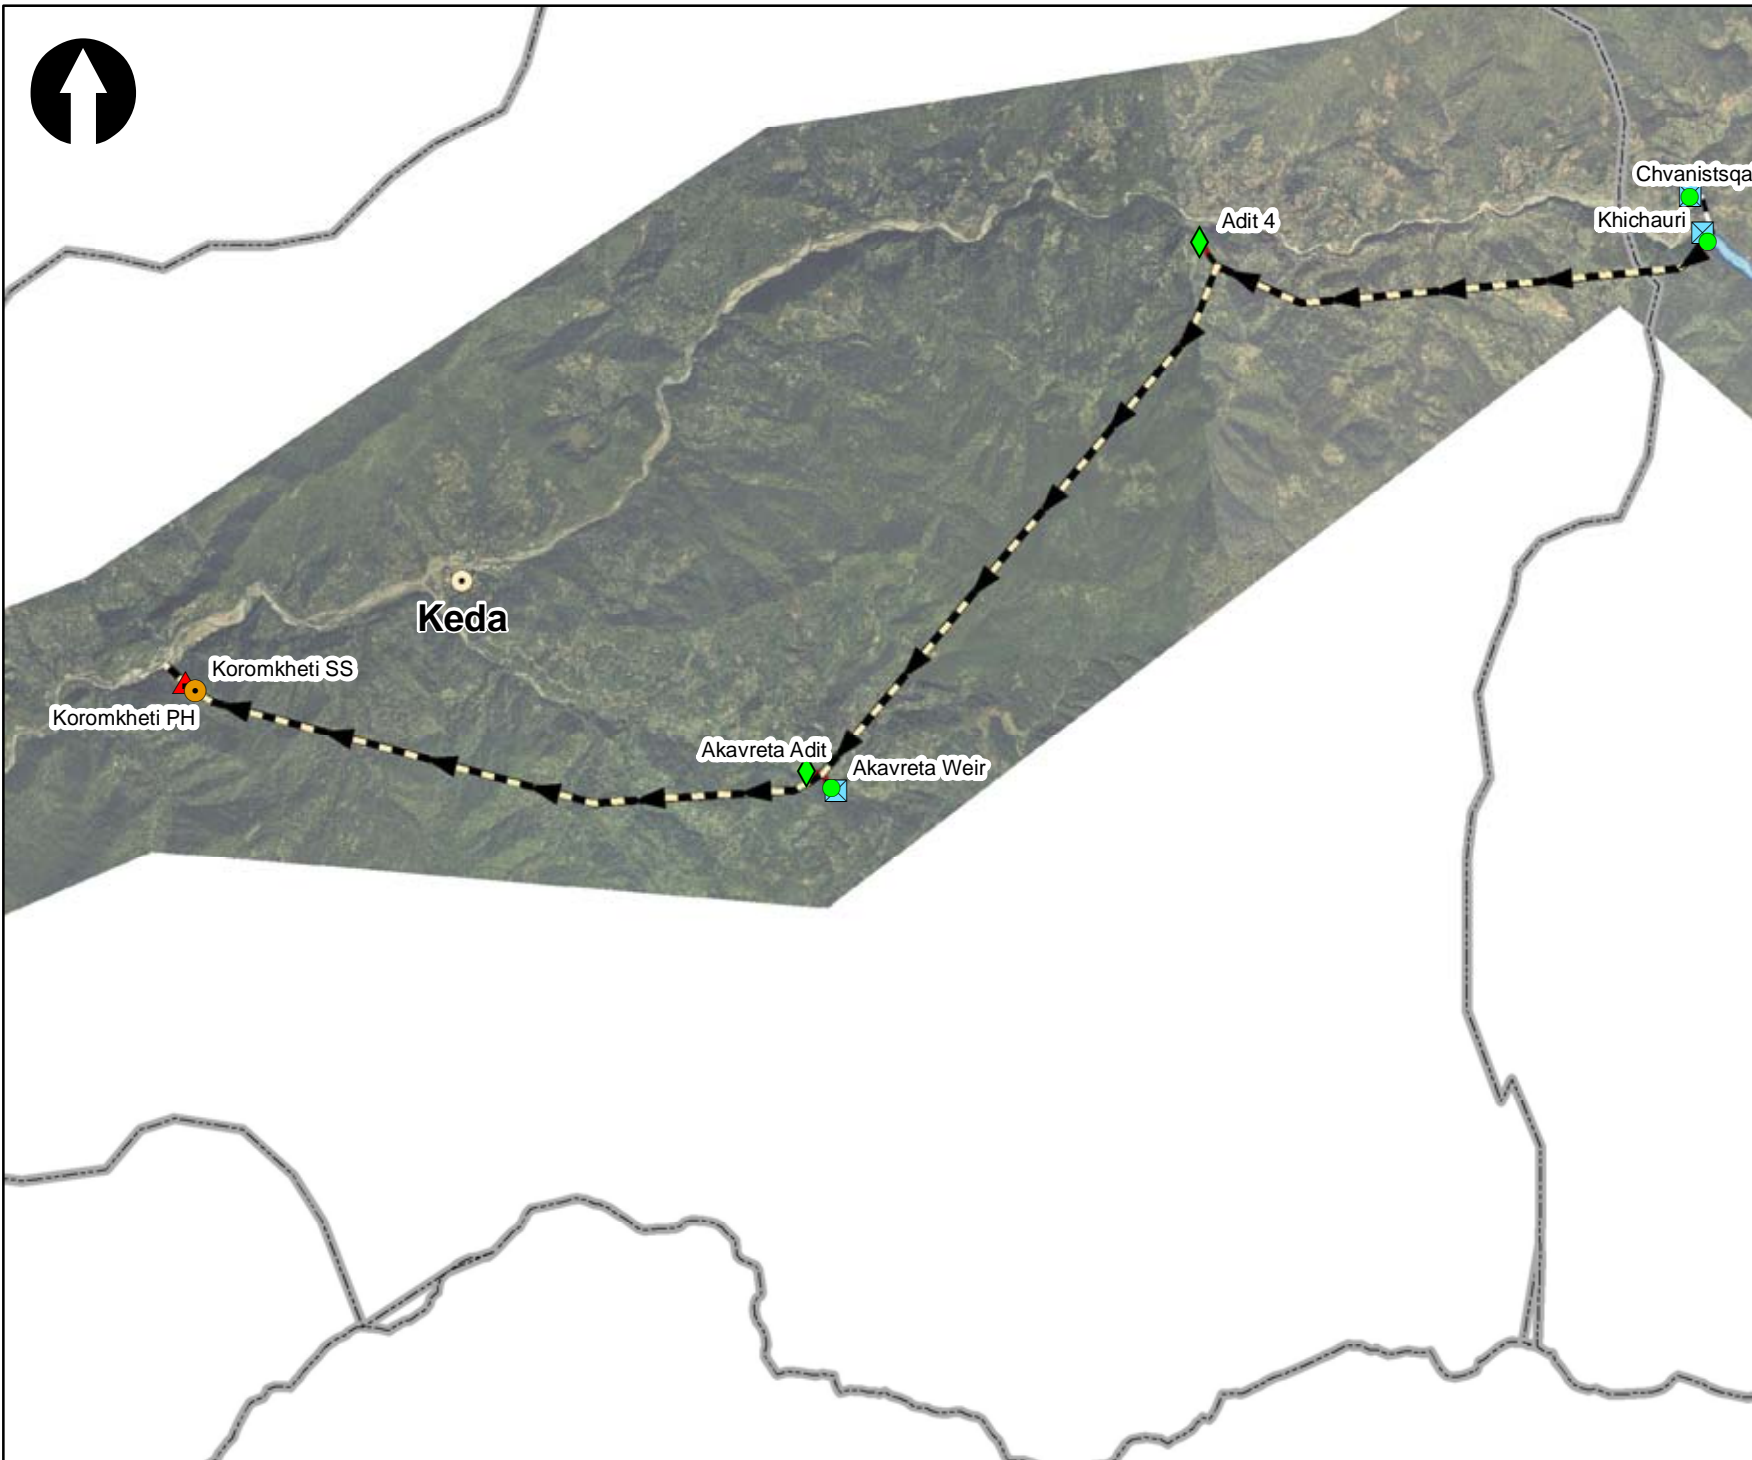 Chvanistsqa
Khichauri
Adit 4
Keda
Koromkheti SS
Koromkheti PH
Akavreta Adit
Akavreta Weir